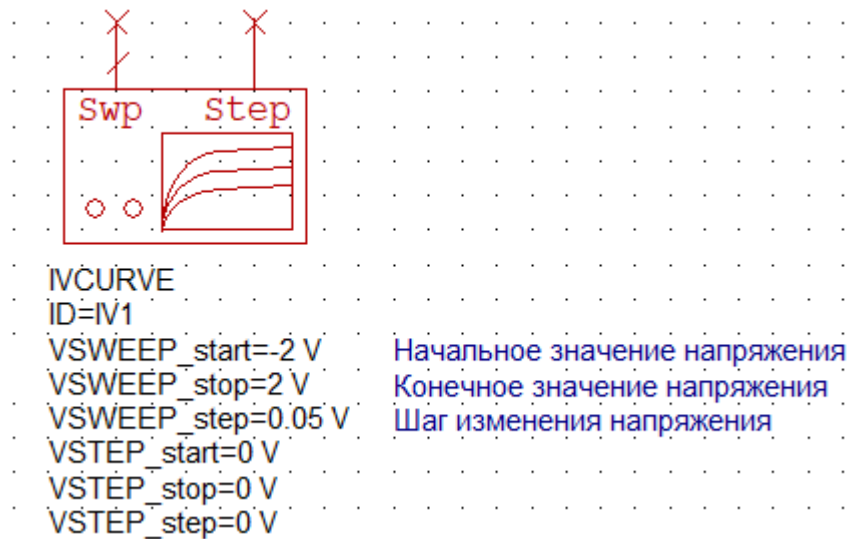 Swp Step
IVCURVE
ID=IV1
VSWEEP_start=-2 V Начальное значение напряжения
VSWEEP_stop=2 V Конечное значение напряжения
VSWEEP_step=0.05 V Шаг изменения напряжения
VSTEP_start=0 V
VSTEP_stop=0 V
VSTEP_step=0 V